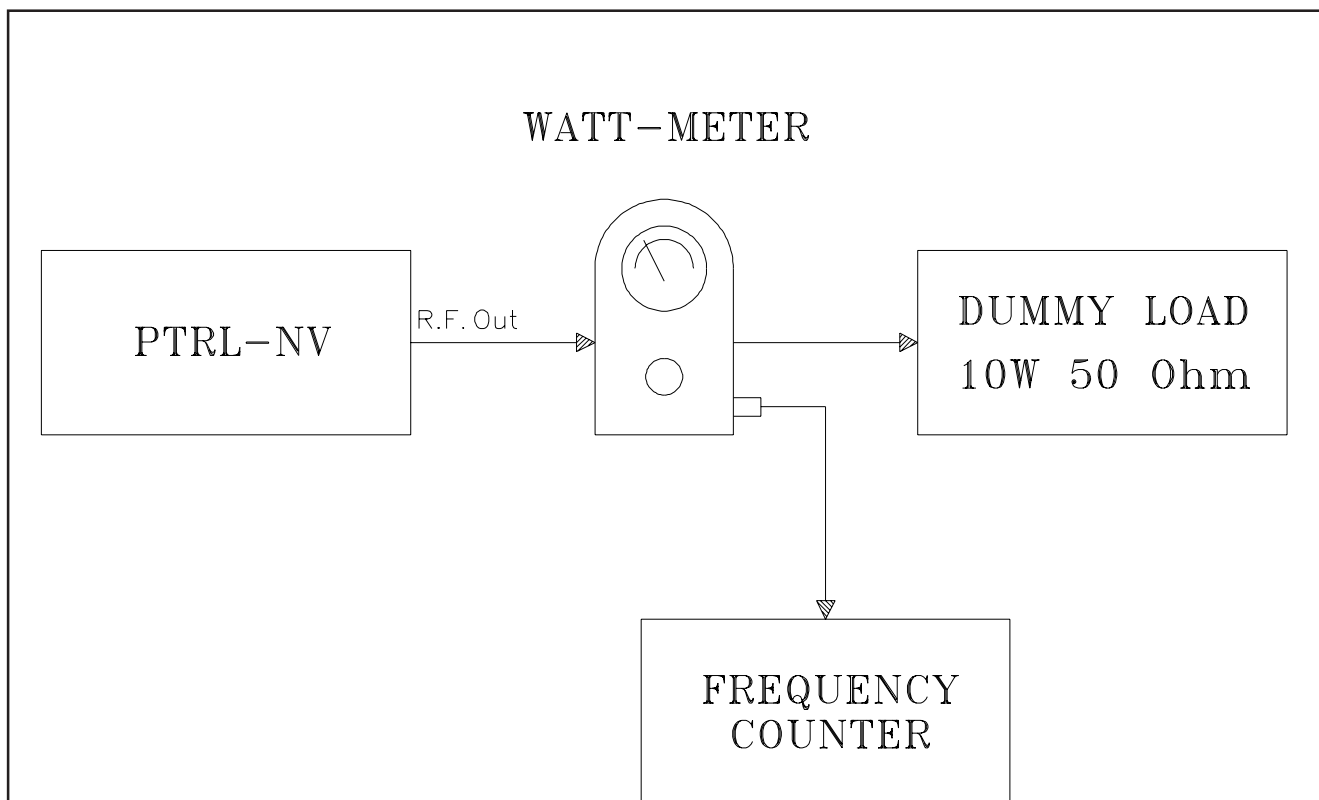 WATT-METER
PTRL-NV
R.F. Out
DUMMY LOAD
10W 50 Ohm
FREQUENCY
COUNTER